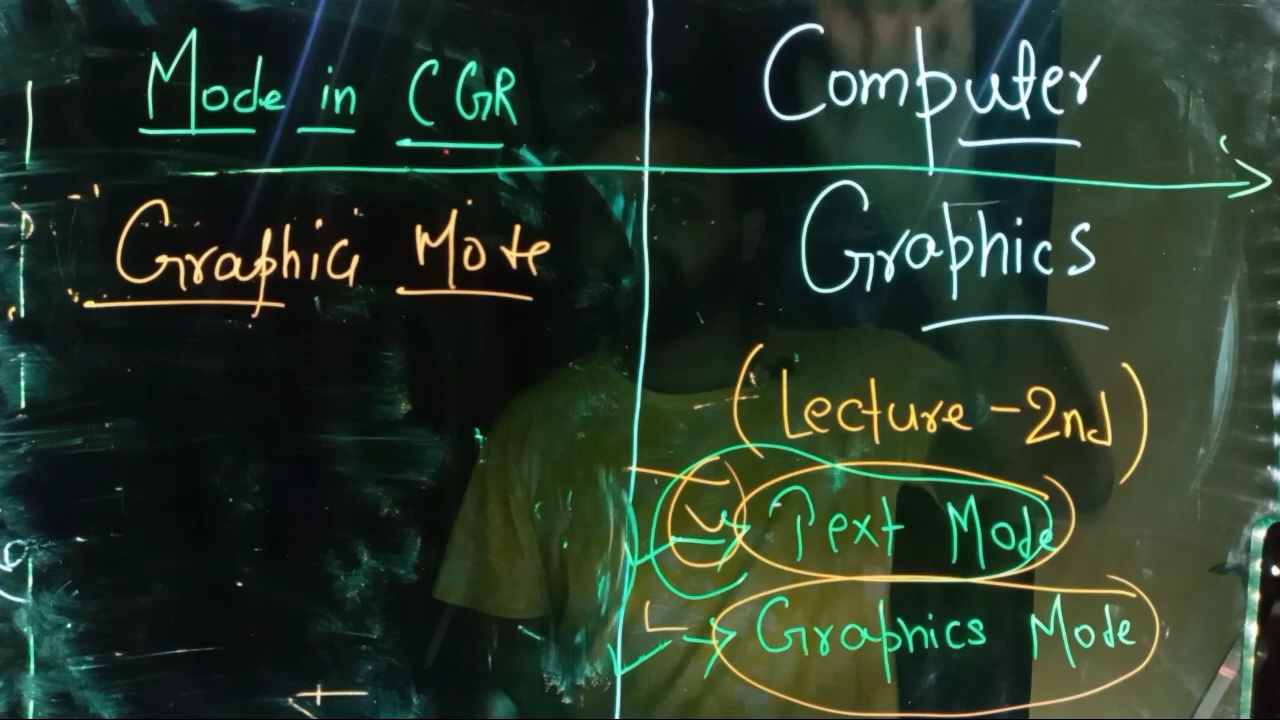 Mode in CGR
Graphic Mote
Computer
Graphics
(Lecture - 2nd)
→ Text Mode
→ Graphics Mode